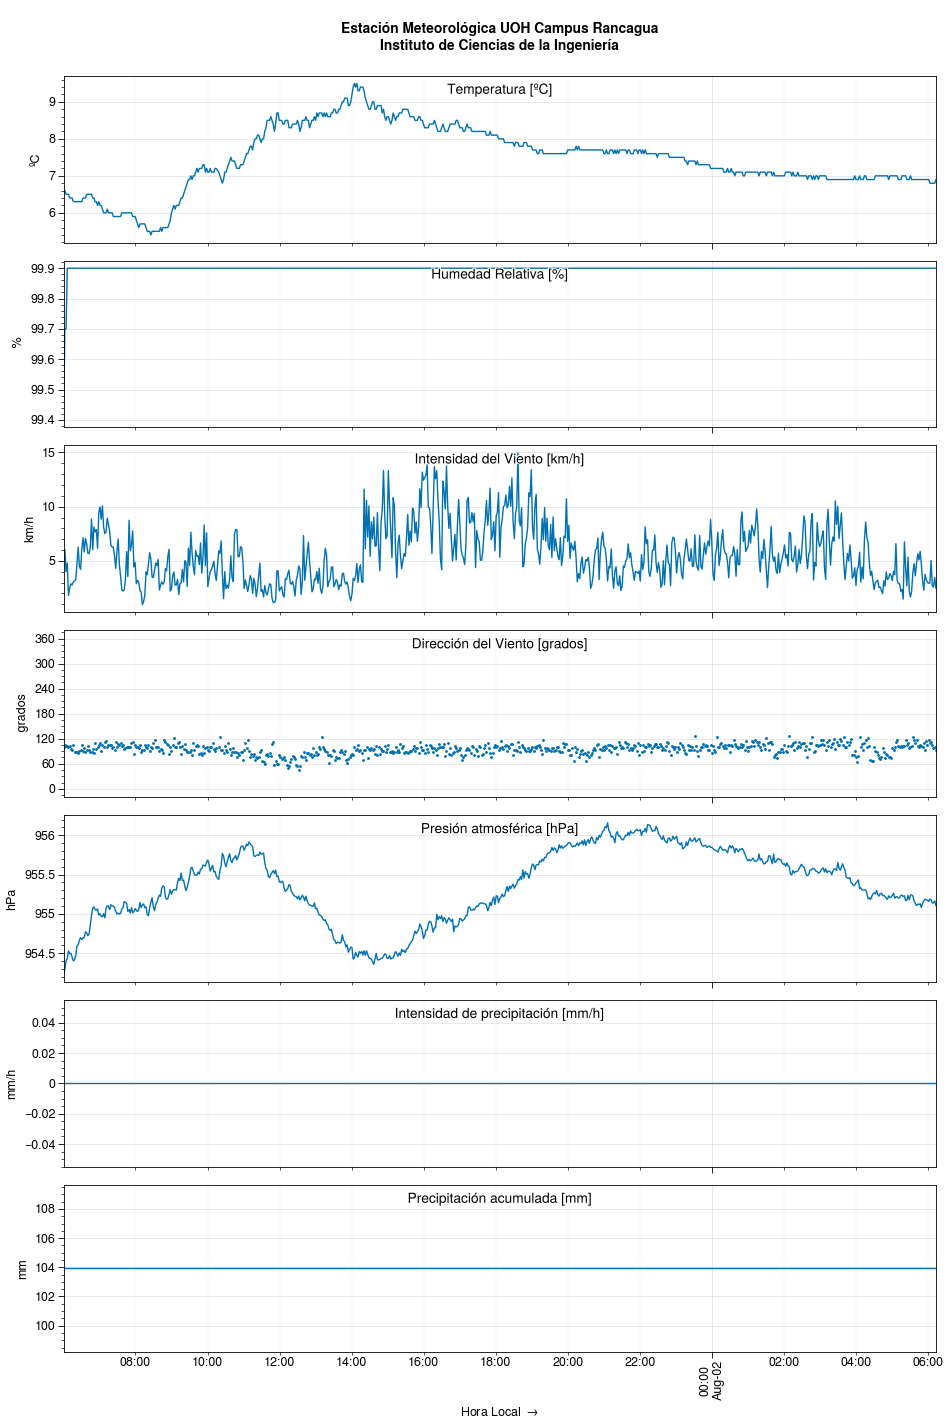 Estación Meteorológica UOH Campus Rancagua
Instituto de Ciencias de la Ingeniería
Temperatura [ºC]
ºC
9
8
7
6
Humedad Relativa [%]
%
99.9
99.8
99.7
99.6
99.5
99.4
Intensidad del Viento [km/h]
km/h
15
10
5
Dirección del Viento [grados]
grados
360
300
240
180
120
60
0
Presión atmosférica [hPa]
hPa
956
955.5
955
954.5
Intensidad de precipitación [mm/h]
mm/h
0.04
0.02
0
−0.02
−0.04
Precipitación acumulada [mm]
mm
108
106
104
102
100
08:00 10:00 12:00 14:00 16:00 18:00 20:00 22:00 00:00 02:00 04:00 06:00
Aug-02
Hora Local →